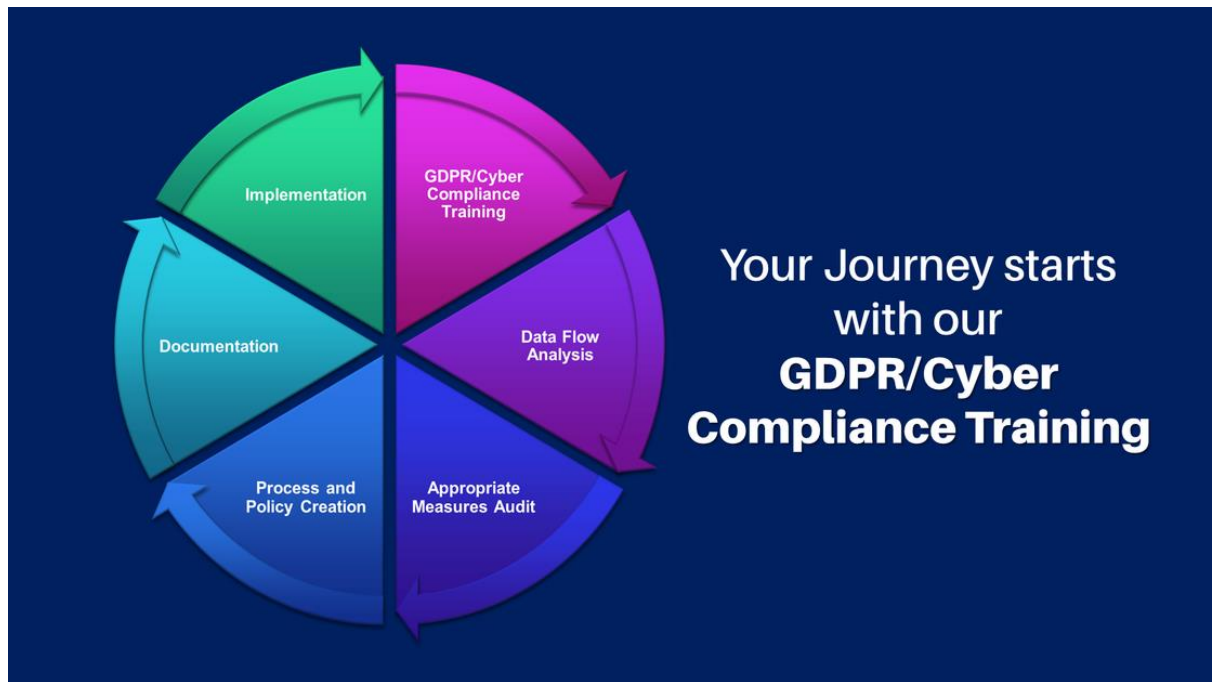 Implementation
GDPR/Cyber
Compliance
Training
Data Flow
Analysis
Appropriate
Measures Audit
Process and
Policy Creation
Documentation
Your Journey starts
with our
GDPR/Cyber
Compliance Training